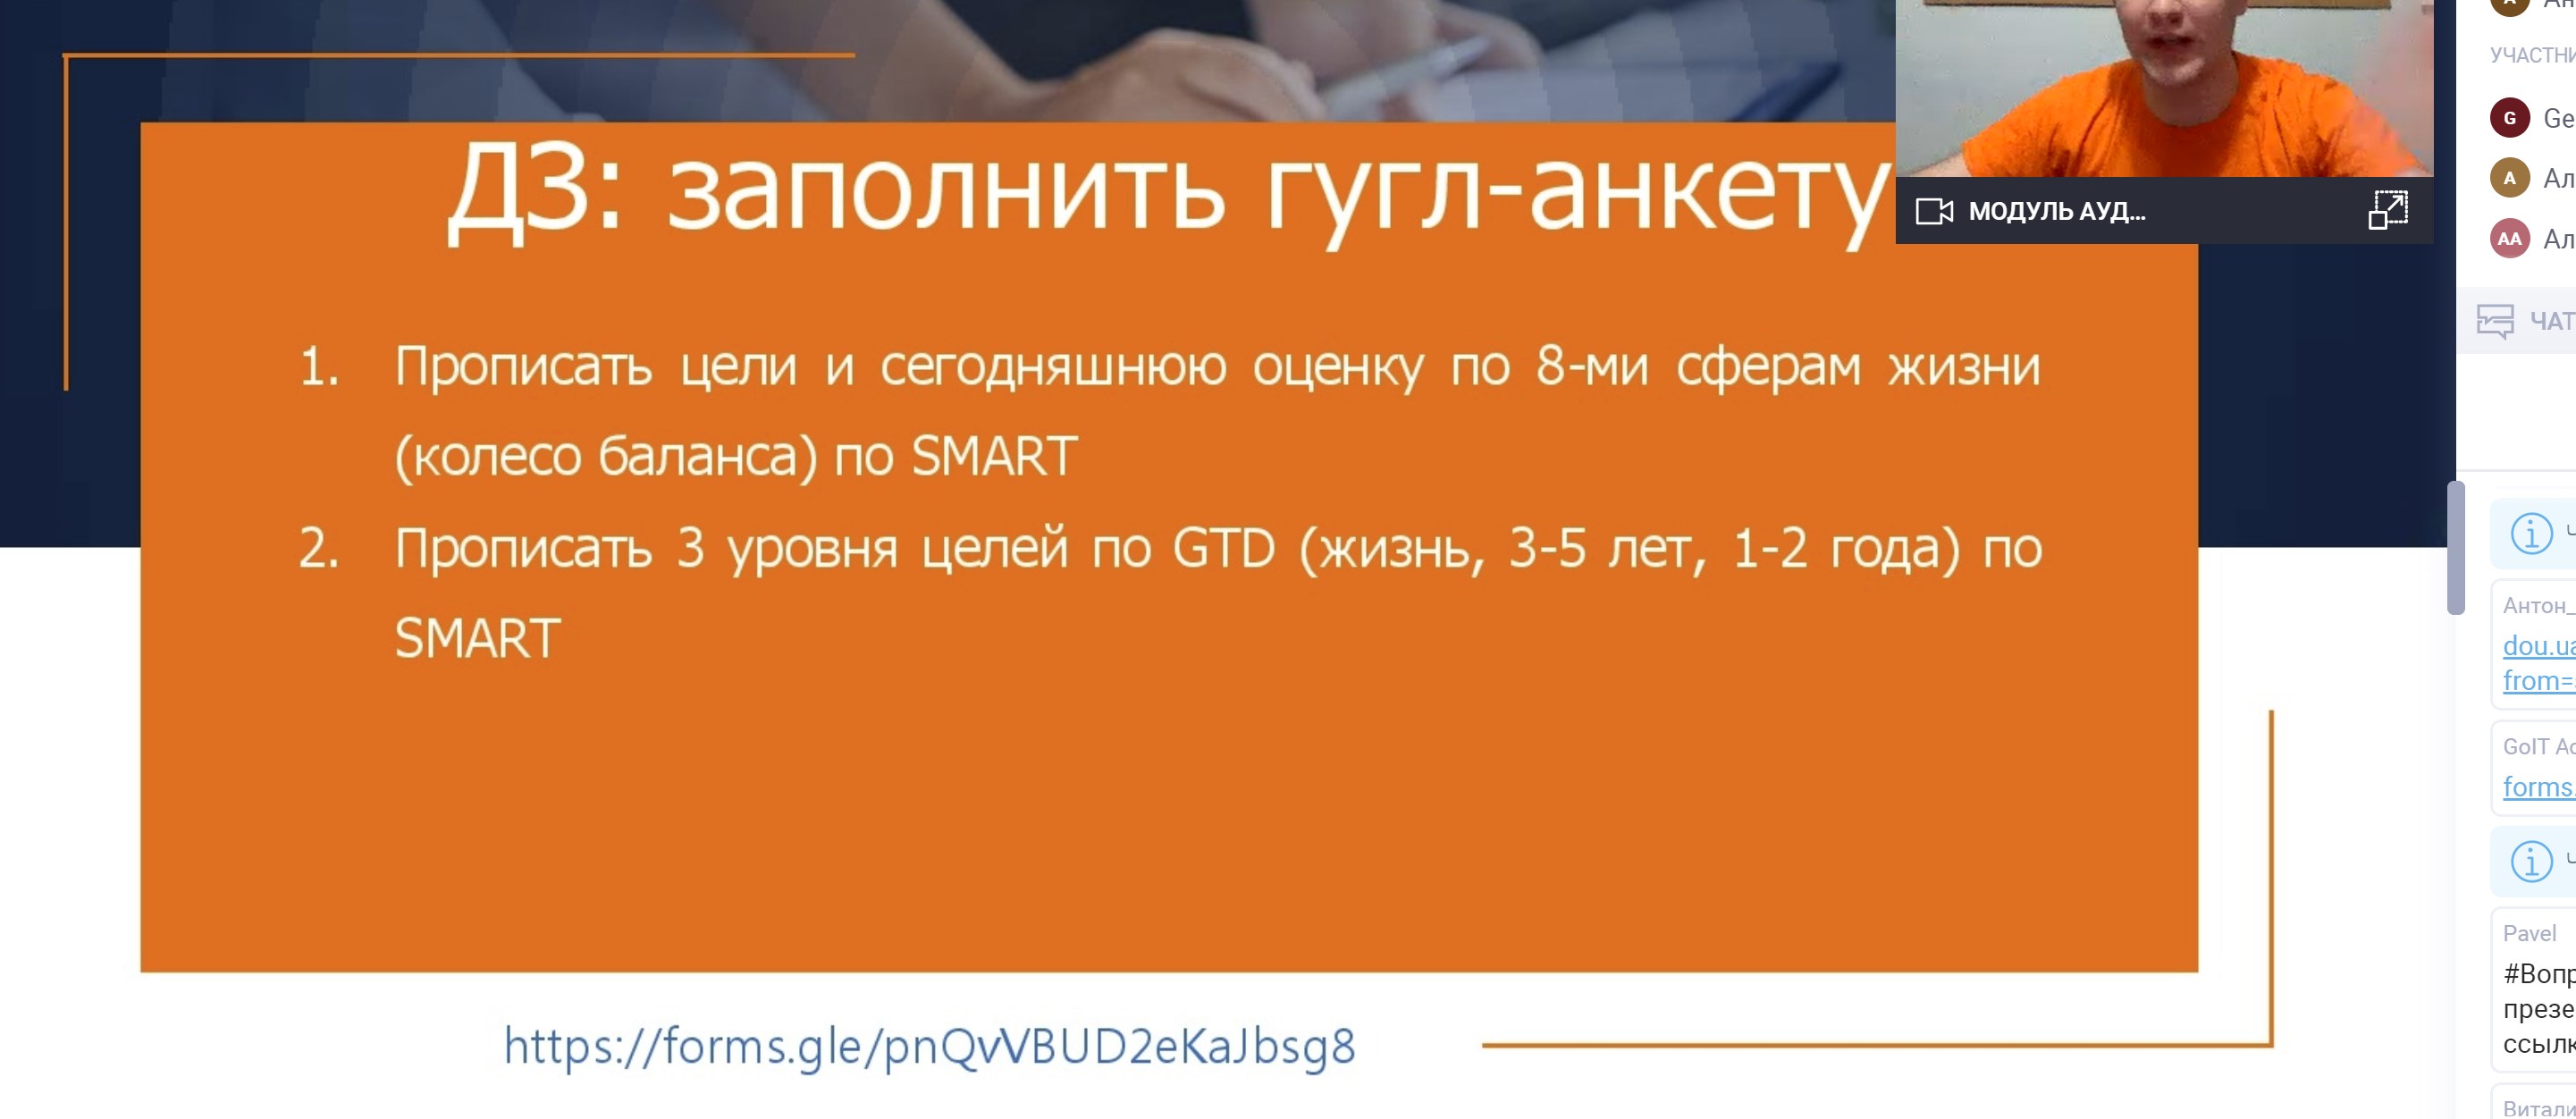 ДЗ: заполнить гугл-анкету
1. Прописать цели и сегодняшнюю оценку по 8-ми сферам жизни
(колесо баланса) по SMART
2. Прописать 3 уровня целей по GTD (жизнь, 3-5 лет, 1-2 года) по
SMART
https://forms.gle/pnQvVBUD2eKaJbsg8
МОДУЛЬ АУД...
G Ge
A Ал
AA Ал
ЧАТ
Антон_
dou.ua
from=
GoIT Ac
forms.
Pavel
#Вопр
презе
ссылк
Витали